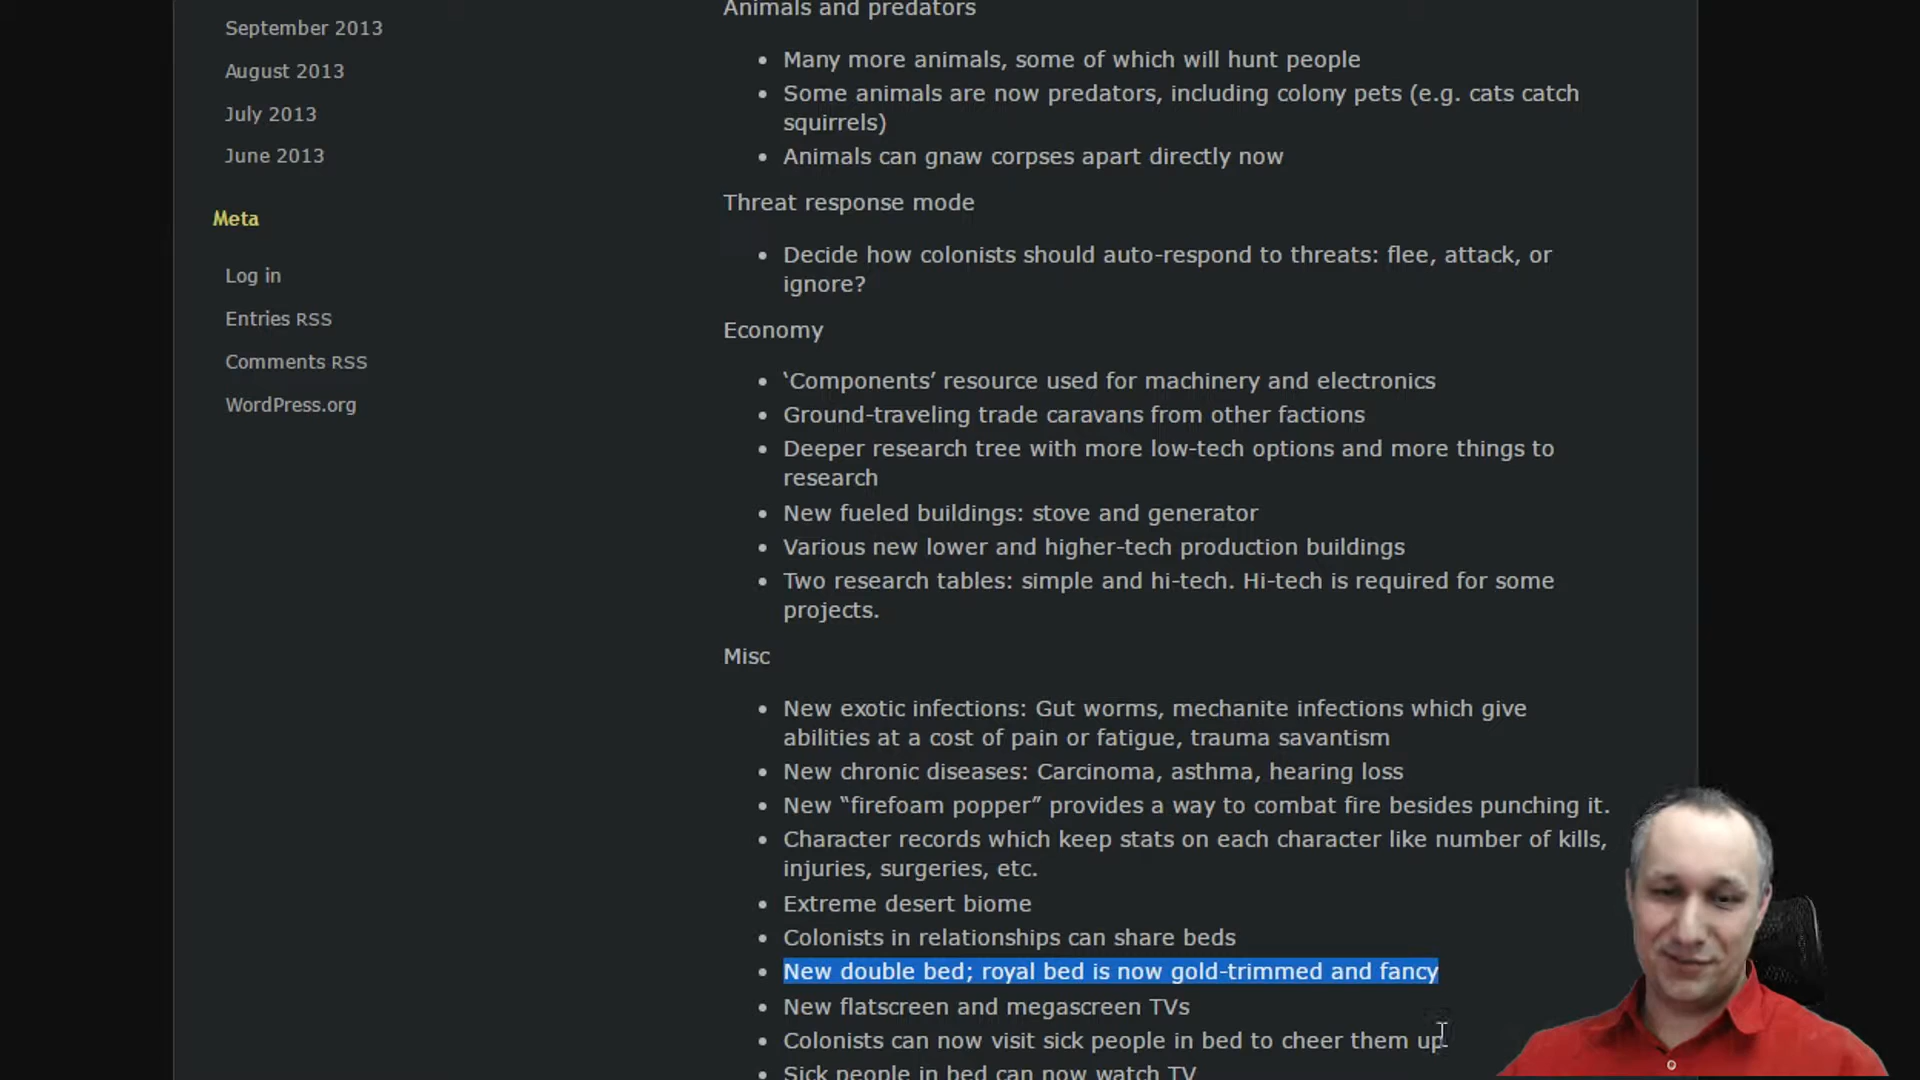 September 2013
August 2013
July 2013
June 2013
Meta
Log in
Entries RSS
Comments RSS
WordPress.org
Animals and predators
Many more animals, some of which will hunt people
Some animals are now predators, including colony pets (e.g. cats catch
squirrels)
Animals can gnaw corpses apart directly now
Threat response mode
Decide how colonists should auto-respond to threats: flee, attack, or
ignore?
Economy
‘Components’ resource used for machinery and electronics
Ground-traveling trade caravans from other factions
Deeper research tree with more low-tech options and more things to
research
New fueled buildings: stove and generator
Various new lower and higher-tech production buildings
Two research tables: simple and hi-tech. Hi-tech is required for some
projects.
Misc
New exotic infections: Gut worms, mechanite infections which give
abilities at a cost of pain or fatigue, trauma savantism
New chronic diseases: Carcinoma, asthma, hearing loss
New “firefoam popper” provides a way to combat fire besides punching it.
Character records which keep stats on each character like number of kills,
injuries, surgeries, etc.
Extreme desert biome
Colonists in relationships can share beds
New double bed; royal bed is now gold-trimmed and fancy
New flatscreen and megascreen TVs
Colonists can now visit sick people in bed to cheer them up
Sick people in bed can now watch TV